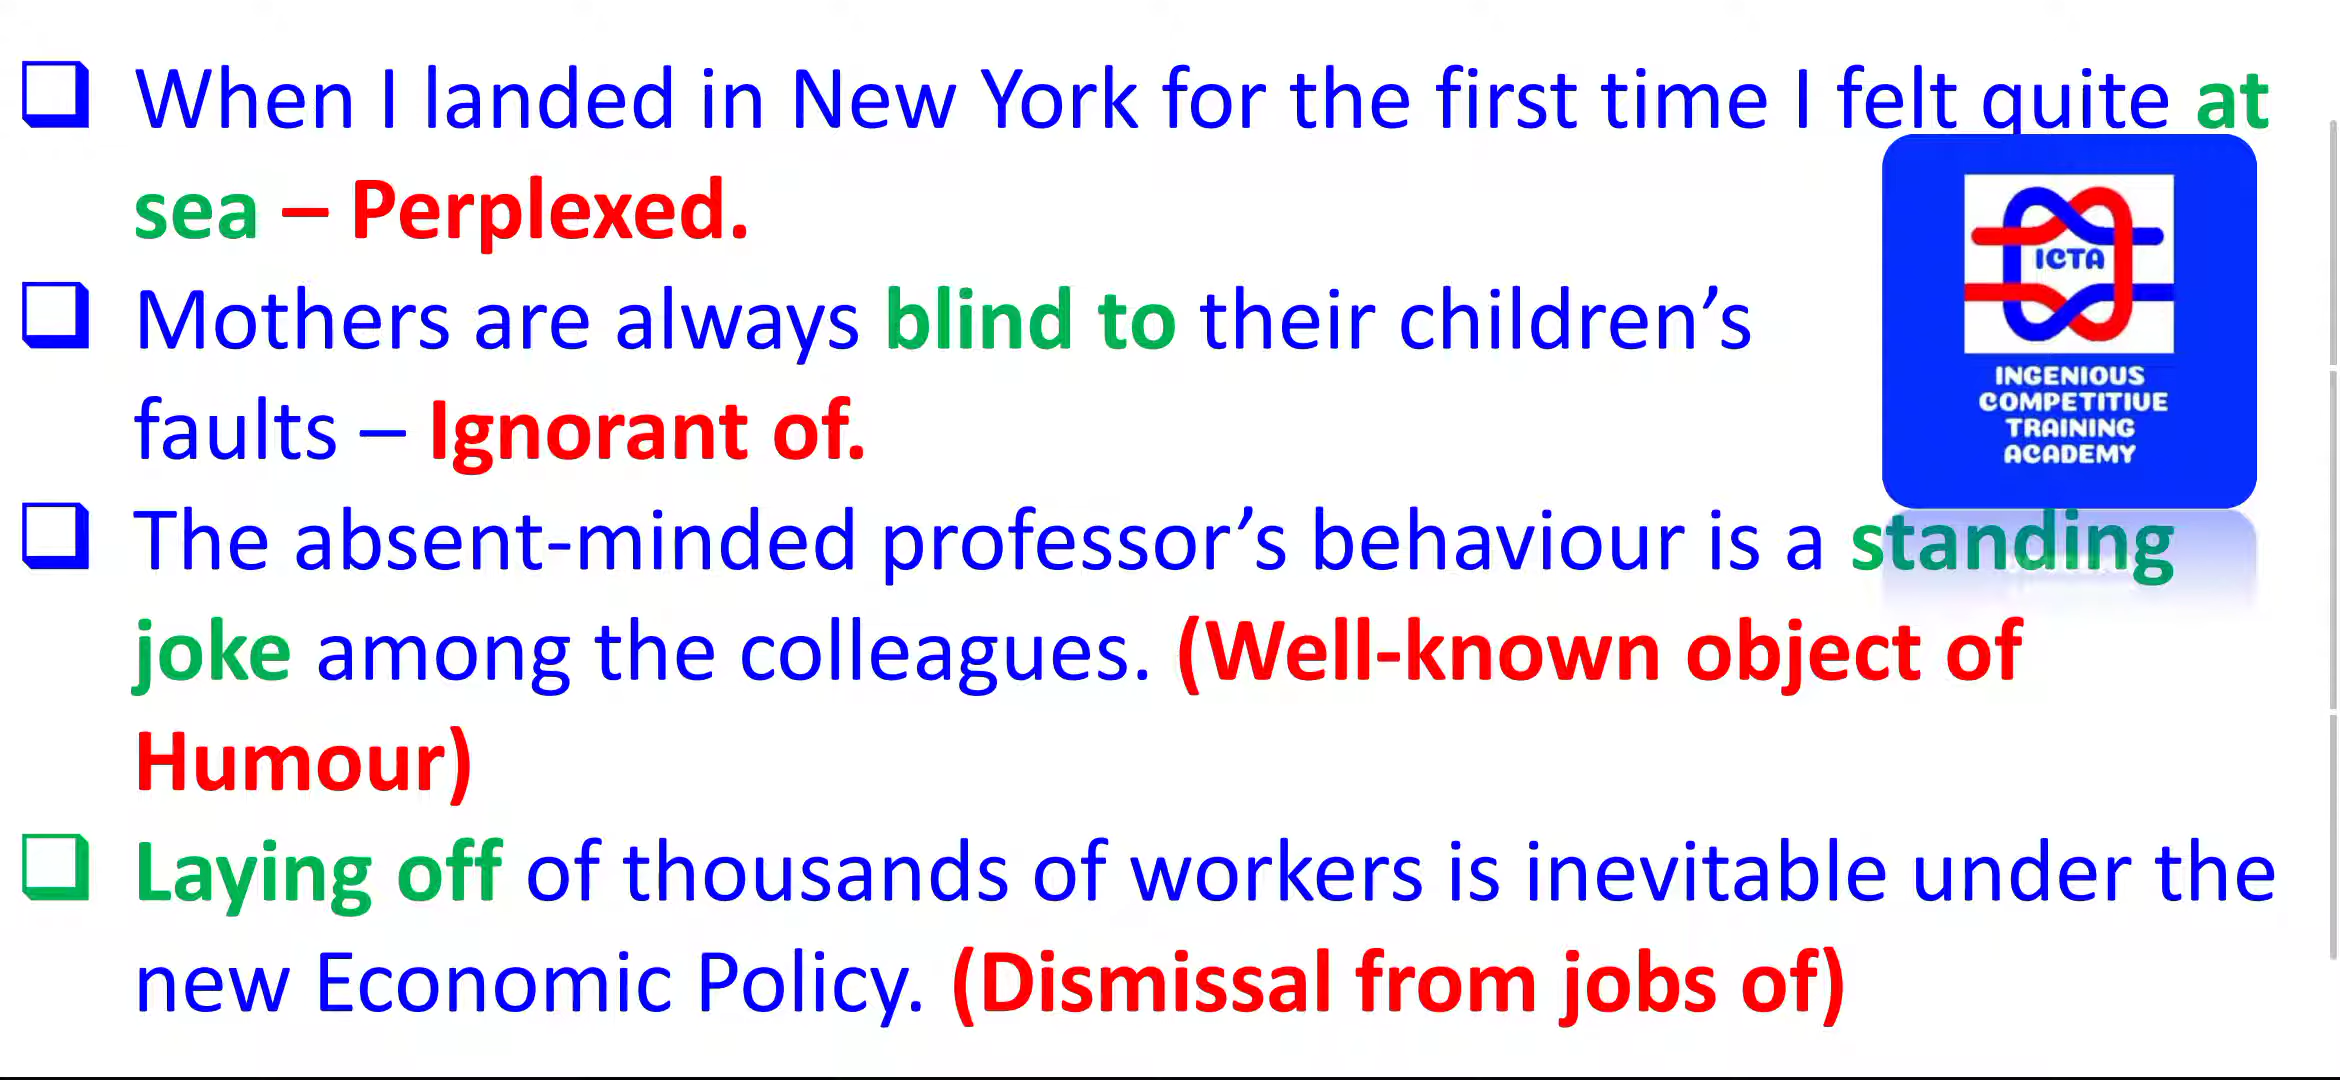 When I landed in New York for the first time I felt quite at
sea – Perplexed.
Mothers are always blind to their children’s
faults – Ignorant of.
ICTA
INGENIOUS
COMPETITIVE
TRAINING
ACADEMY
The absent-minded professor’s behaviour is a standing
joke among the colleagues. (Well-known object of
Humour)
Laying off of thousands of workers is inevitable under the
new Economic Policy. (Dismissal from jobs of)